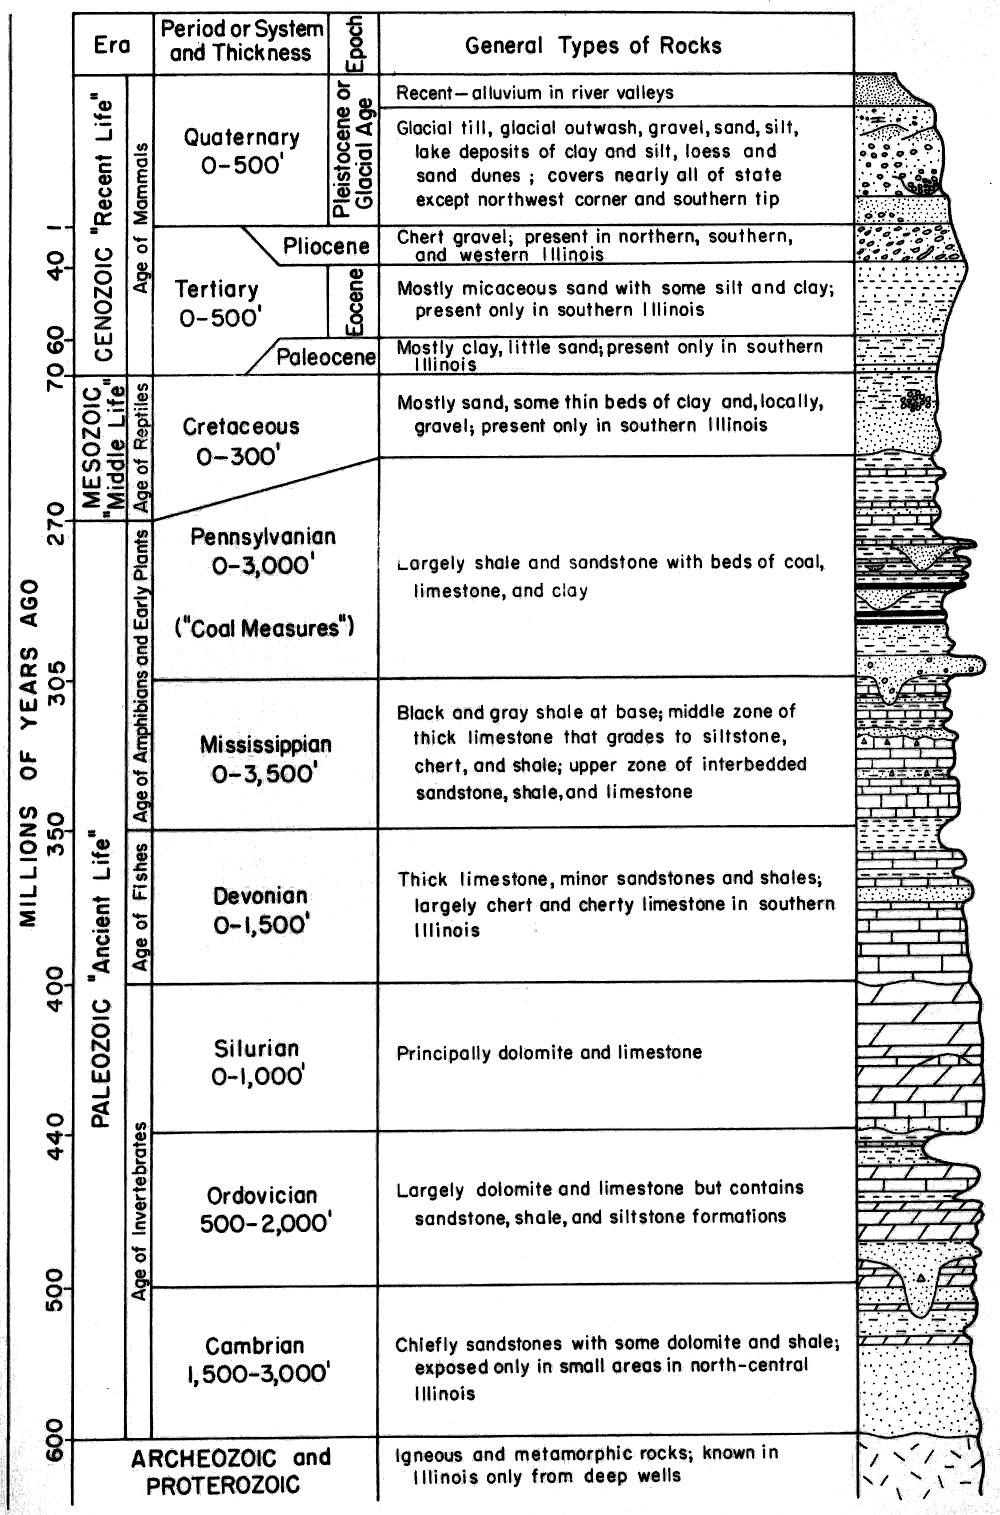 Era
Period or System
and Thickness
Epoch
General Types of Rocks
MILLIONS OF YEARS AGO
CENOZOIC "Recent Life"
Age of Mammals
Quaternary
0-500'
Pleistocene or
Glacial Age
Recent—alluvium in river valleys
Glacial till, glacial outwash, gravel, sand, silt,
lake deposits of clay and silt, loess and
sand dunes ; covers nearly all of state
except northwest corner and southern tip
1
Pliocene
Chert gravel; present in northern, southern,
and western Illinois
40
Tertiary
0-500'
Eocene
Mostly micaceous sand with some silt and clay;
present only in southern Illinois
60
Paleocene
Mostly clay, little sand; present only in southern
Illinois
70
MESOZOIC
"Middle Life"
Age of Reptiles
Cretaceous
0-300'
Mostly sand, some thin beds of clay and, locally,
gravel; present only in southern Illinois
270
PALEOZOIC "Ancient Life"
Age of Amphibians and Early Plants
Pennsylvanian
0-3,000'
("Coal Measures")
Largely shale and sandstone with beds of coal,
limestone, and clay
305
Mississippian
0-3,500'
Black and gray shale at base; middle zone of
thick limestone that grades to siltstone,
chert, and shale; upper zone of interbedded
sandstone, shale, and limestone
350
Age of Fishes
Devonian
0-1,500'
Thick limestone, minor sandstones and shales;
largely chert and cherty limestone in southern
Illinois
400
Age of Invertebrates
Silurian
0-1,000'
Principally dolomite and limestone
440
Ordovician
500-2,000'
Largely dolomite and limestone but contains
sandstone, shale, and siltstone formations
500
Cambrian
1,500-3,000'
Chiefly sandstones with some dolomite and shale;
exposed only in small areas in north-central
Illinois
600
ARCHEOZOIC and
PROTEROZOIC
Igneous and metamorphic rocks; known in
Illinois only from deep wells